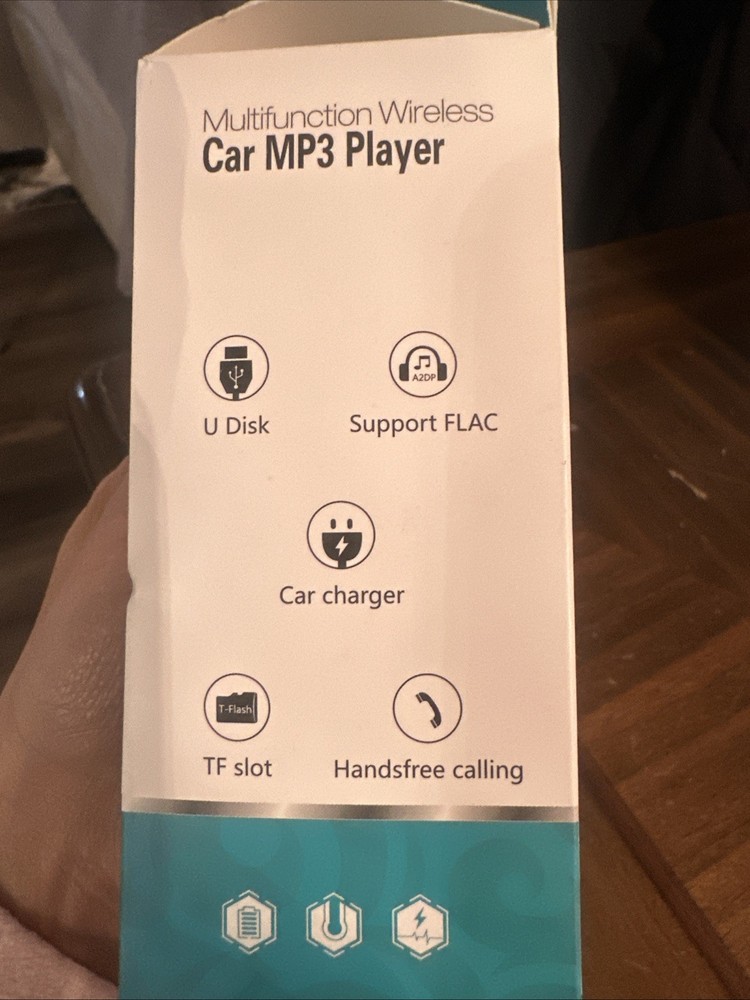 Multifunction Wireless
Car MP3 Player
A2DP
U Disk
Support FLAC
Car charger
T-Flash
TF slot
Handsfree calling